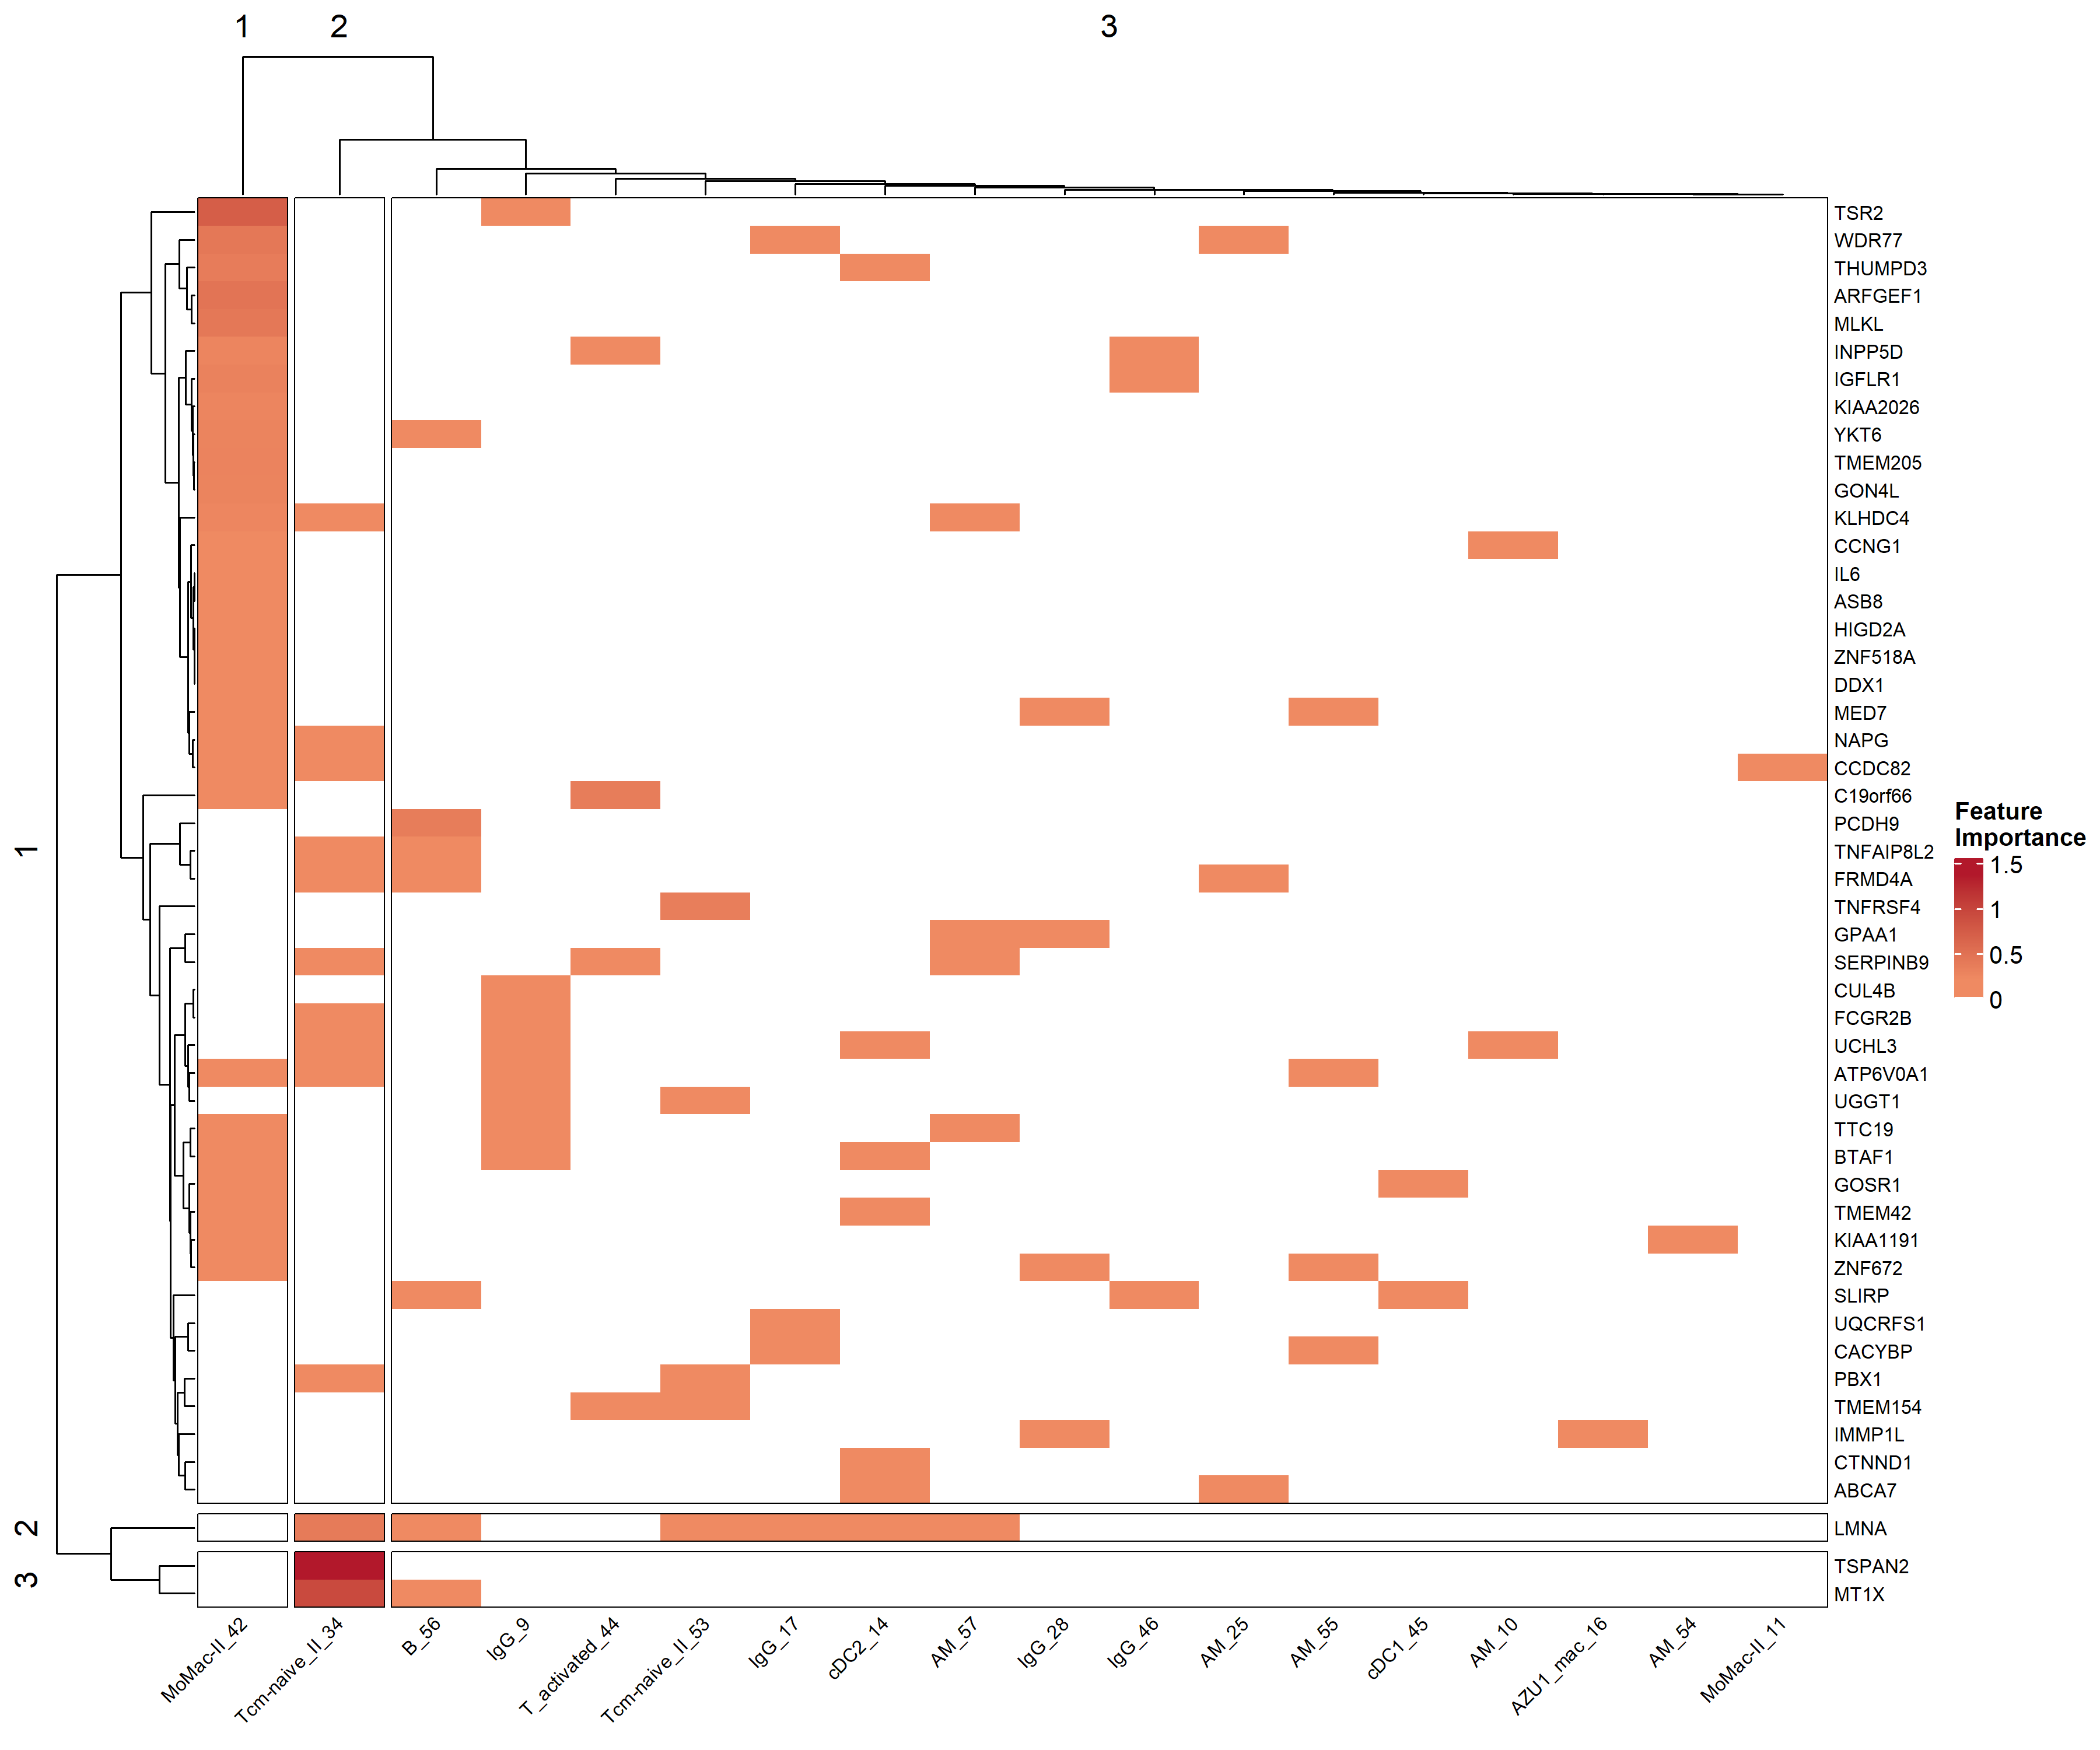 1 2 3
TSR2
WDR77
THUMPD3
ARFGEF1
MLKL
INPP5D
IGFLR1
KIAA2026
YKT6
TMEM205
GON4L
KLHDC4
CCNG1
IL6
ASB8
HIGD2A
ZNF518A
DDX1
MED7
NAPG
CCDC82
C19orf66
PCDH9
TNFAIP8L2
FRMD4A
TNFRSF4
GPAA1
SERPINB9
CUL4B
FCGR2B
UCHL3
ATP6V0A1
UGGT1
TTC19
BTAF1
GOSR1
TMEM42
KIAA1191
ZNF672
SLIRP
UQCRFS1
CACYBP
PBX1
TMEM154
IMMP1L
CTNND1
ABCA7
LMNA
TSPAN2
MT1X
1
2
3
Feature
Importance
1.5
1
0.5
0
MoMac-II_42
Tcm-naive_II_34
B_56
IgG_9
T_activated_44
Tcm-naive_II_53
IgG_17
cDC2_14
AM_57
IgG_28
IgG_46
AM_25
AM_55
cDC1_45
AM_10
AZU1_mac_16
AM_54
MoMac-II_11